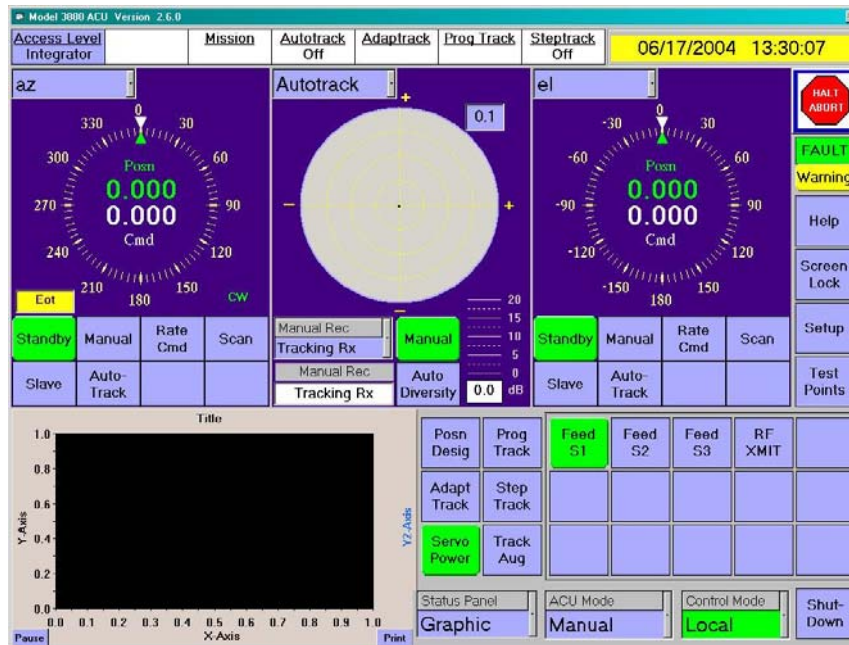 Model 3880 ACU Version 2.6.0
Access Level Mission Autotrack Adaptrack Prog Track Steptrack
Integrator Off Off
06/17/2004 13:30:07
az
0
30
60
90
120
150
180
210
240
270
300
330
Posn
0.000
0.000
Cmd
Eot
CW
Standby Manual Rate Cmd Scan
Slave Auto-Track
Autotrack
0.1
+
+
−
−
Manual Rec
Tracking Rx
Manual
Manual Rec
Tracking Rx
Auto Diversity
20
15
10
5
0
0.0 dB
el
0
30
60
90
120
150
180
-150
-120
-90
-60
-30
Posn
0.000
0.000
Cmd
Standby Manual Rate Cmd Scan
Slave Auto-Track
HALT
ABORT
FAULT
Warning
Help
Screen
Lock
Setup
Test
Points
Title
1.0
0.8
0.6
0.4
0.2
0.0
Y-Axis
Y2-Axis
0.0 0.1 0.2 0.3 0.4 0.5 0.6 0.7 0.8 0.9 1.0
X-Axis
Pause
Print
Posn Desig
Prog Track
Adapt Track
Step Track
Servo Power
Track Aug
Feed S1
Feed S2
Feed S3
RF XMIT
Status Panel
Graphic
ACU Mode
Manual
Control Mode
Local
Shut-
Down